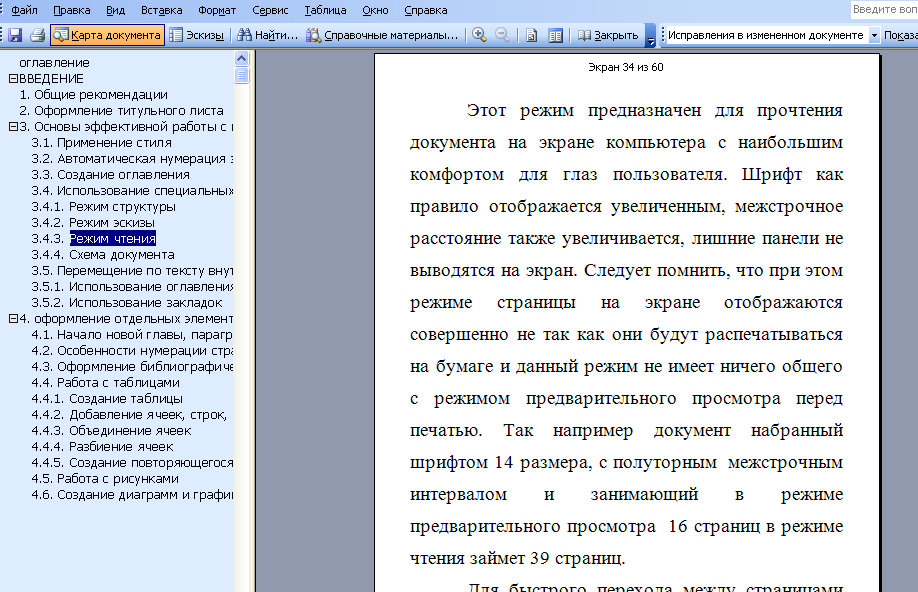 Файл Правка Вид Вставка Формат Сервис Таблица Окно Справка Введите воп
Карта документа Эскизы Найти... Справочные материалы... Закрыть Исправления в измененном документе Показа
оглавление
ВВЕДЕНИЕ
1. Общие рекомендации
2. Оформление титульного листа
3. Основы эффективной работы с
3.1. Применение стиля
3.2. Автоматическая нумерация з
3.3. Создание оглавления
3.4. Использование специальных
3.4.1. Режим структуры
3.4.2. Режим эскизы
3.4.3. Режим чтения
3.4.4. Схема документа
3.5. Перемещение по тексту внут
3.5.1. Использование оглавления
3.5.2. Использование закладок
4. оформление отдельных элемент
4.1. Начало новой главы, парагр
4.2. Особенности нумерации стра
4.3. Оформление библиографиче
4.4. Работа с таблицами
4.4.1. Создание таблицы
4.4.2. Добавление ячеек, строк,
4.4.3. Объединение ячеек
4.4.4. Разбиение ячеек
4.4.5. Создание повторяющегося
4.5. Работа с рисунками
4.6. Создание диаграмм и графи
Экран 34 из 60
Этот режим предназначен для прочтения
документа на экране компьютера с наибольшим
комфортом для глаз пользователя. Шрифт как
правило отображается увеличенным, межстрочное
расстояние также увеличивается, лишние панели не
выводятся на экран. Следует помнить, что при этом
режиме страницы на экране отображаются
совершенно не так как они будут распечатываться
на бумаге и данный режим не имеет ничего общего
с режимом предварительного просмотра перед
печатью. Так например документ набранный
шрифтом 14 размера, с полуторным межстрочным
интервалом и занимающий в режиме
предварительного просмотра 16 страниц в режиме
чтения займет 39 страниц.
Для быстрого перехода между страницами